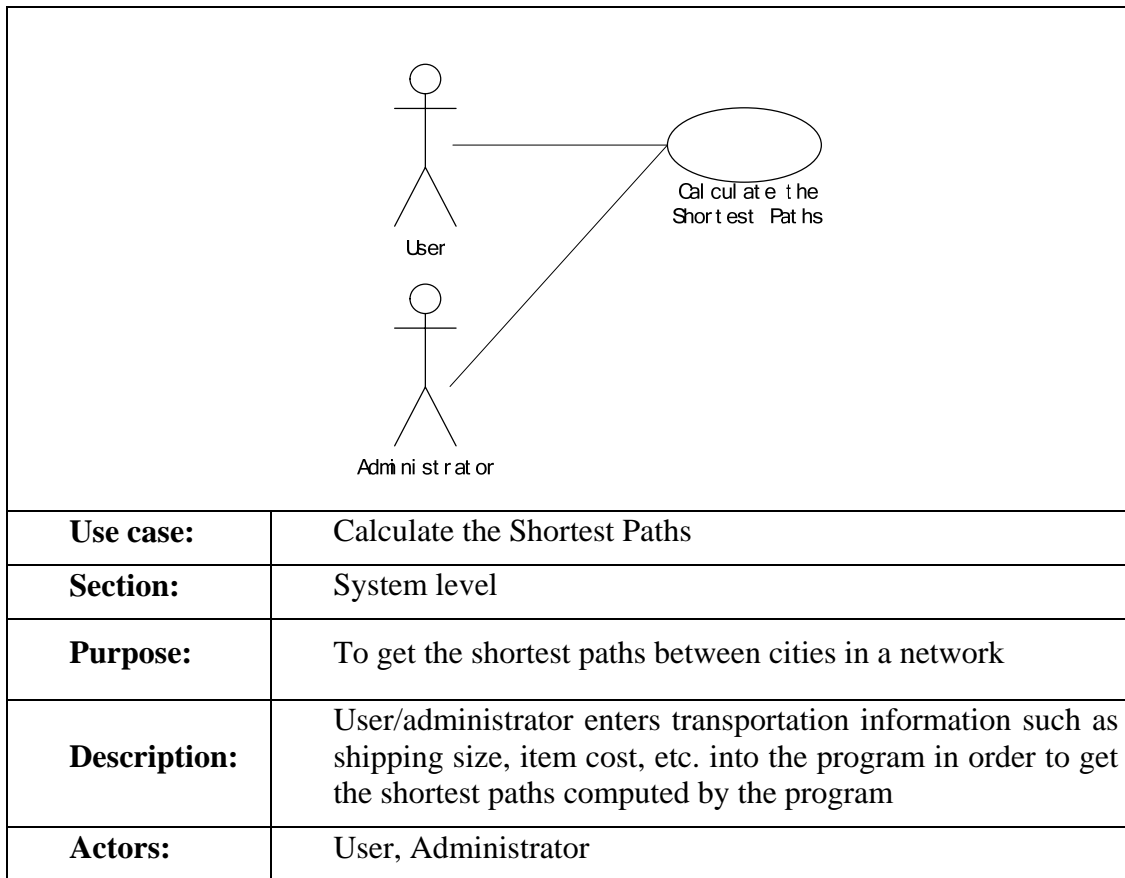 Calculate the
Shortest Paths
User
Administrator
Use case: Calculate the Shortest Paths
Section: System level
Purpose: To get the shortest paths between cities in a network
Description: User/administrator enters transportation information such as
shipping size, item cost, etc. into the program in order to get
the shortest paths computed by the program
Actors: User, Administrator